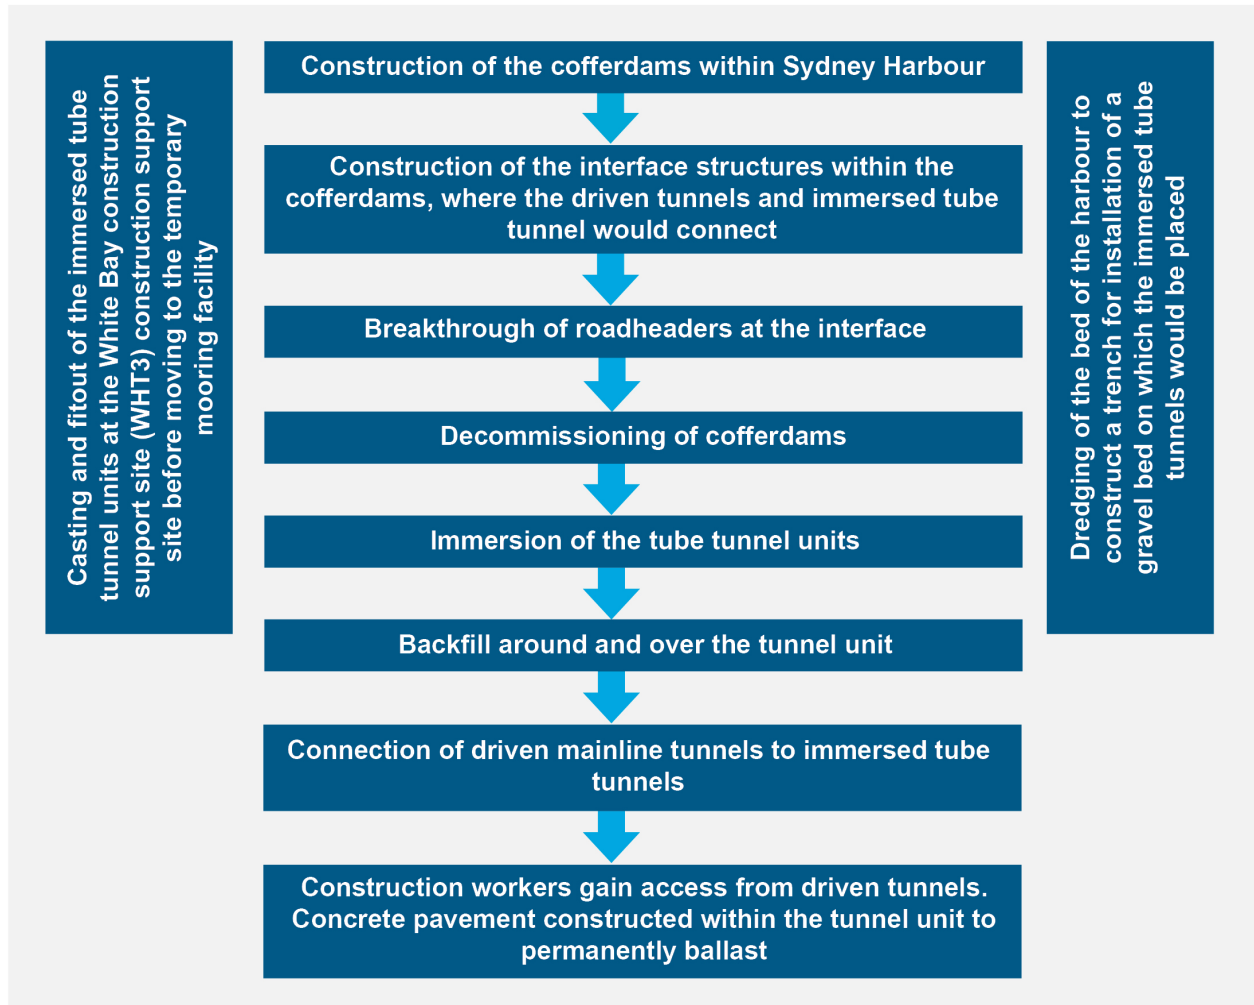 Casting and fitout of the immersed tube
tunnel units at the White Bay construction
support site (WHT3) construction support
site before moving to the temporary
mooring facility
Construction of the cofferdams within Sydney Harbour
Construction of the interface structures within the
cofferdams, where the driven tunnels and immersed tube
tunnel would connect
Breakthrough of roadheaders at the interface
Decommissioning of cofferdams
Immersion of the tube tunnel units
Backfill around and over the tunnel unit
Connection of driven mainline tunnels to immersed tube
tunnels
Construction workers gain access from driven tunnels.
Concrete pavement constructed within the tunnel unit to
permanently ballast
Dredging of the bed of the harbour to
construct a trench for installation of a
gravel bed on which the immersed tube
tunnels would be placed